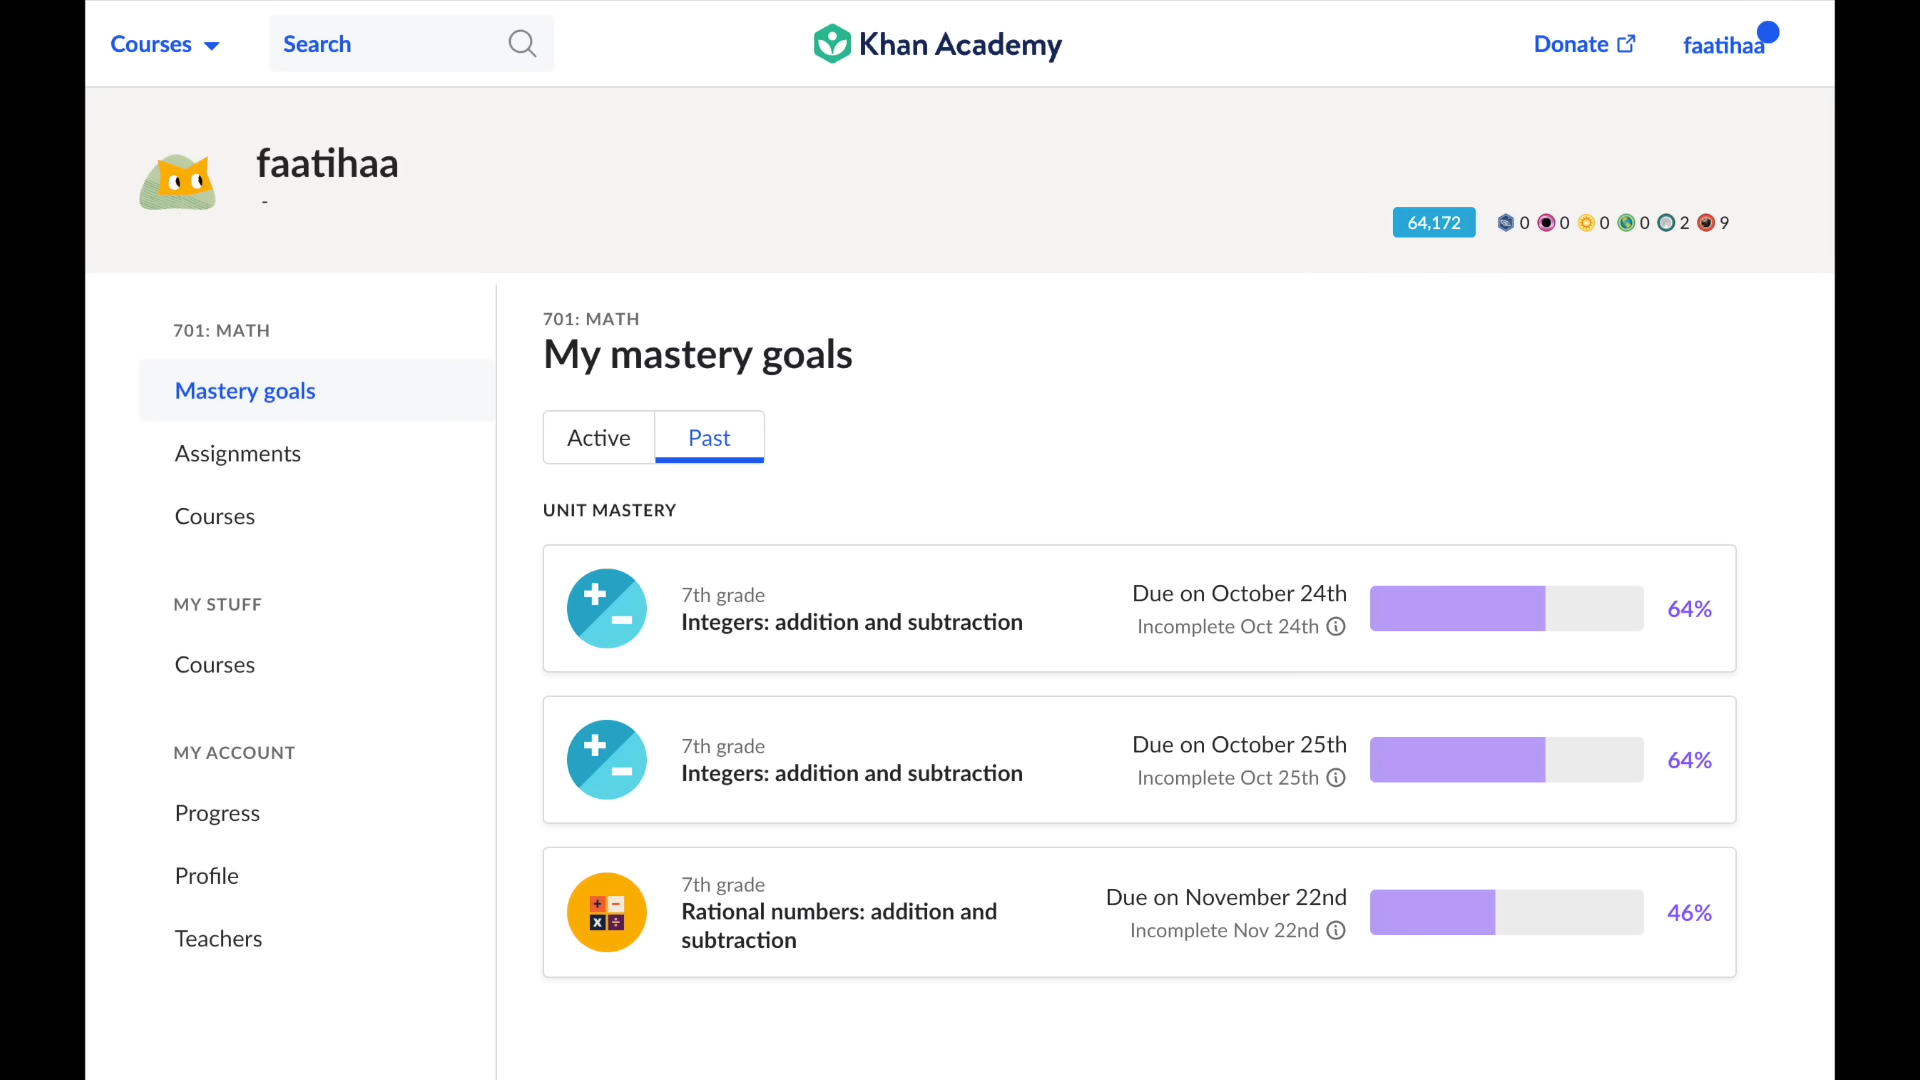 Courses
Search
Khan Academy
Donate
faatihaa
faatihaa
-
64,172
0 0 0 0 2 9
701: MATH
Mastery goals
Assignments
Courses
MY STUFF
Courses
MY ACCOUNT
Progress
Profile
Teachers
701: MATH
My mastery goals
Active
Past
UNIT MASTERY
7th grade
Integers: addition and subtraction
Due on October 24th
Incomplete Oct 24th
64%
7th grade
Integers: addition and subtraction
Due on October 25th
Incomplete Oct 25th
64%
7th grade
Rational numbers: addition and
subtraction
Due on November 22nd
Incomplete Nov 22nd
46%